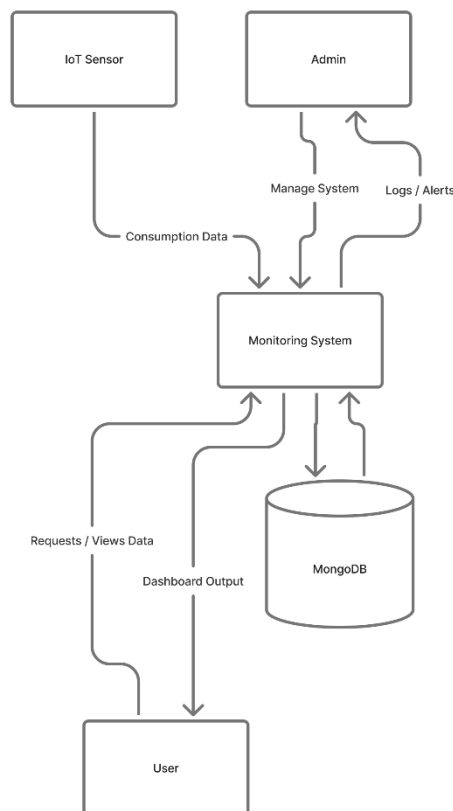 IoT Sensor
Admin
Manage System
Logs / Alerts
Consumption Data
Monitoring System
Requests / Views Data
MongoDB
Dashboard Output
User